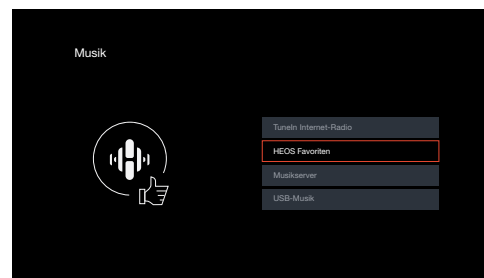 Musik
TuneIn Internet-Radio
HEOS Favoriten
Musikserver
USB-Musik